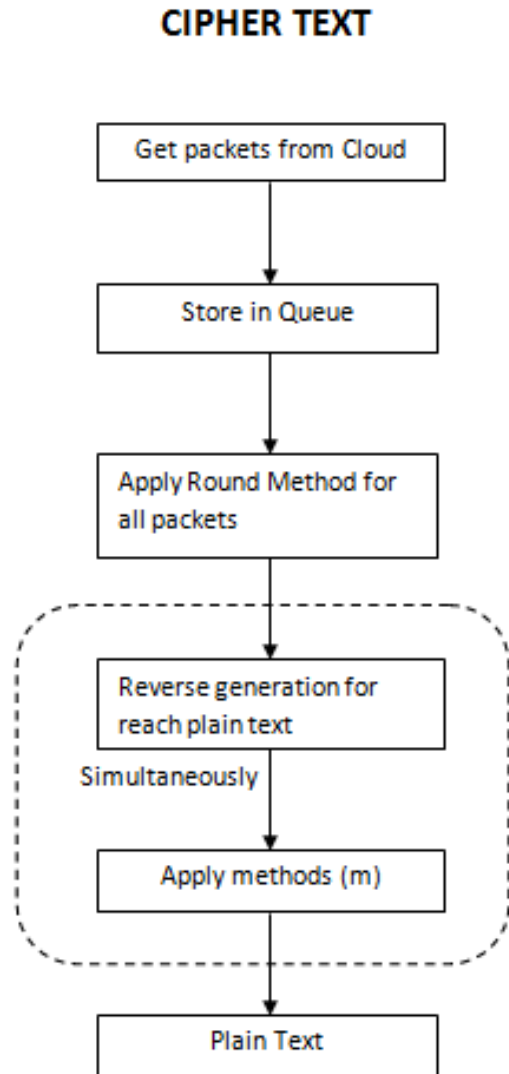 CIPHER TEXT
Get packets from Cloud
Store in Queue
Apply Round Method for
all packets
Reverse generation for
reach plain text
Simultaneously
Apply methods (m)
Plain Text